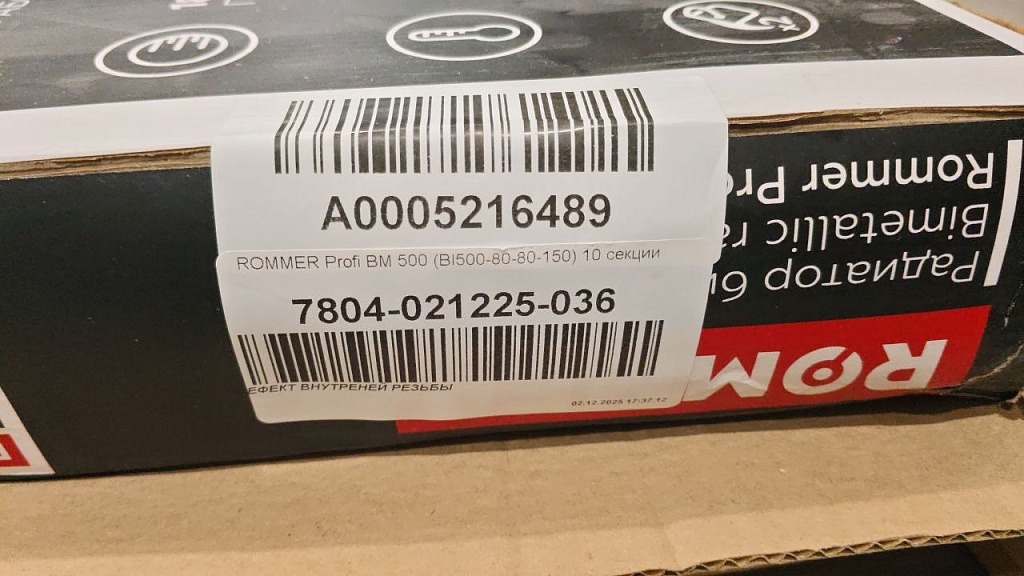 A0005216489
ROMMER Profi BM 500 (BI500-80-80-150) 10 секции
7804-021225-036
ЕФЕКТ ВНУТРЕНЕЙ РЕЗЬБЫ
02.12.2025 17:37:12
ROM
Радиатор би
Bimetallic ra
Rommer Pro